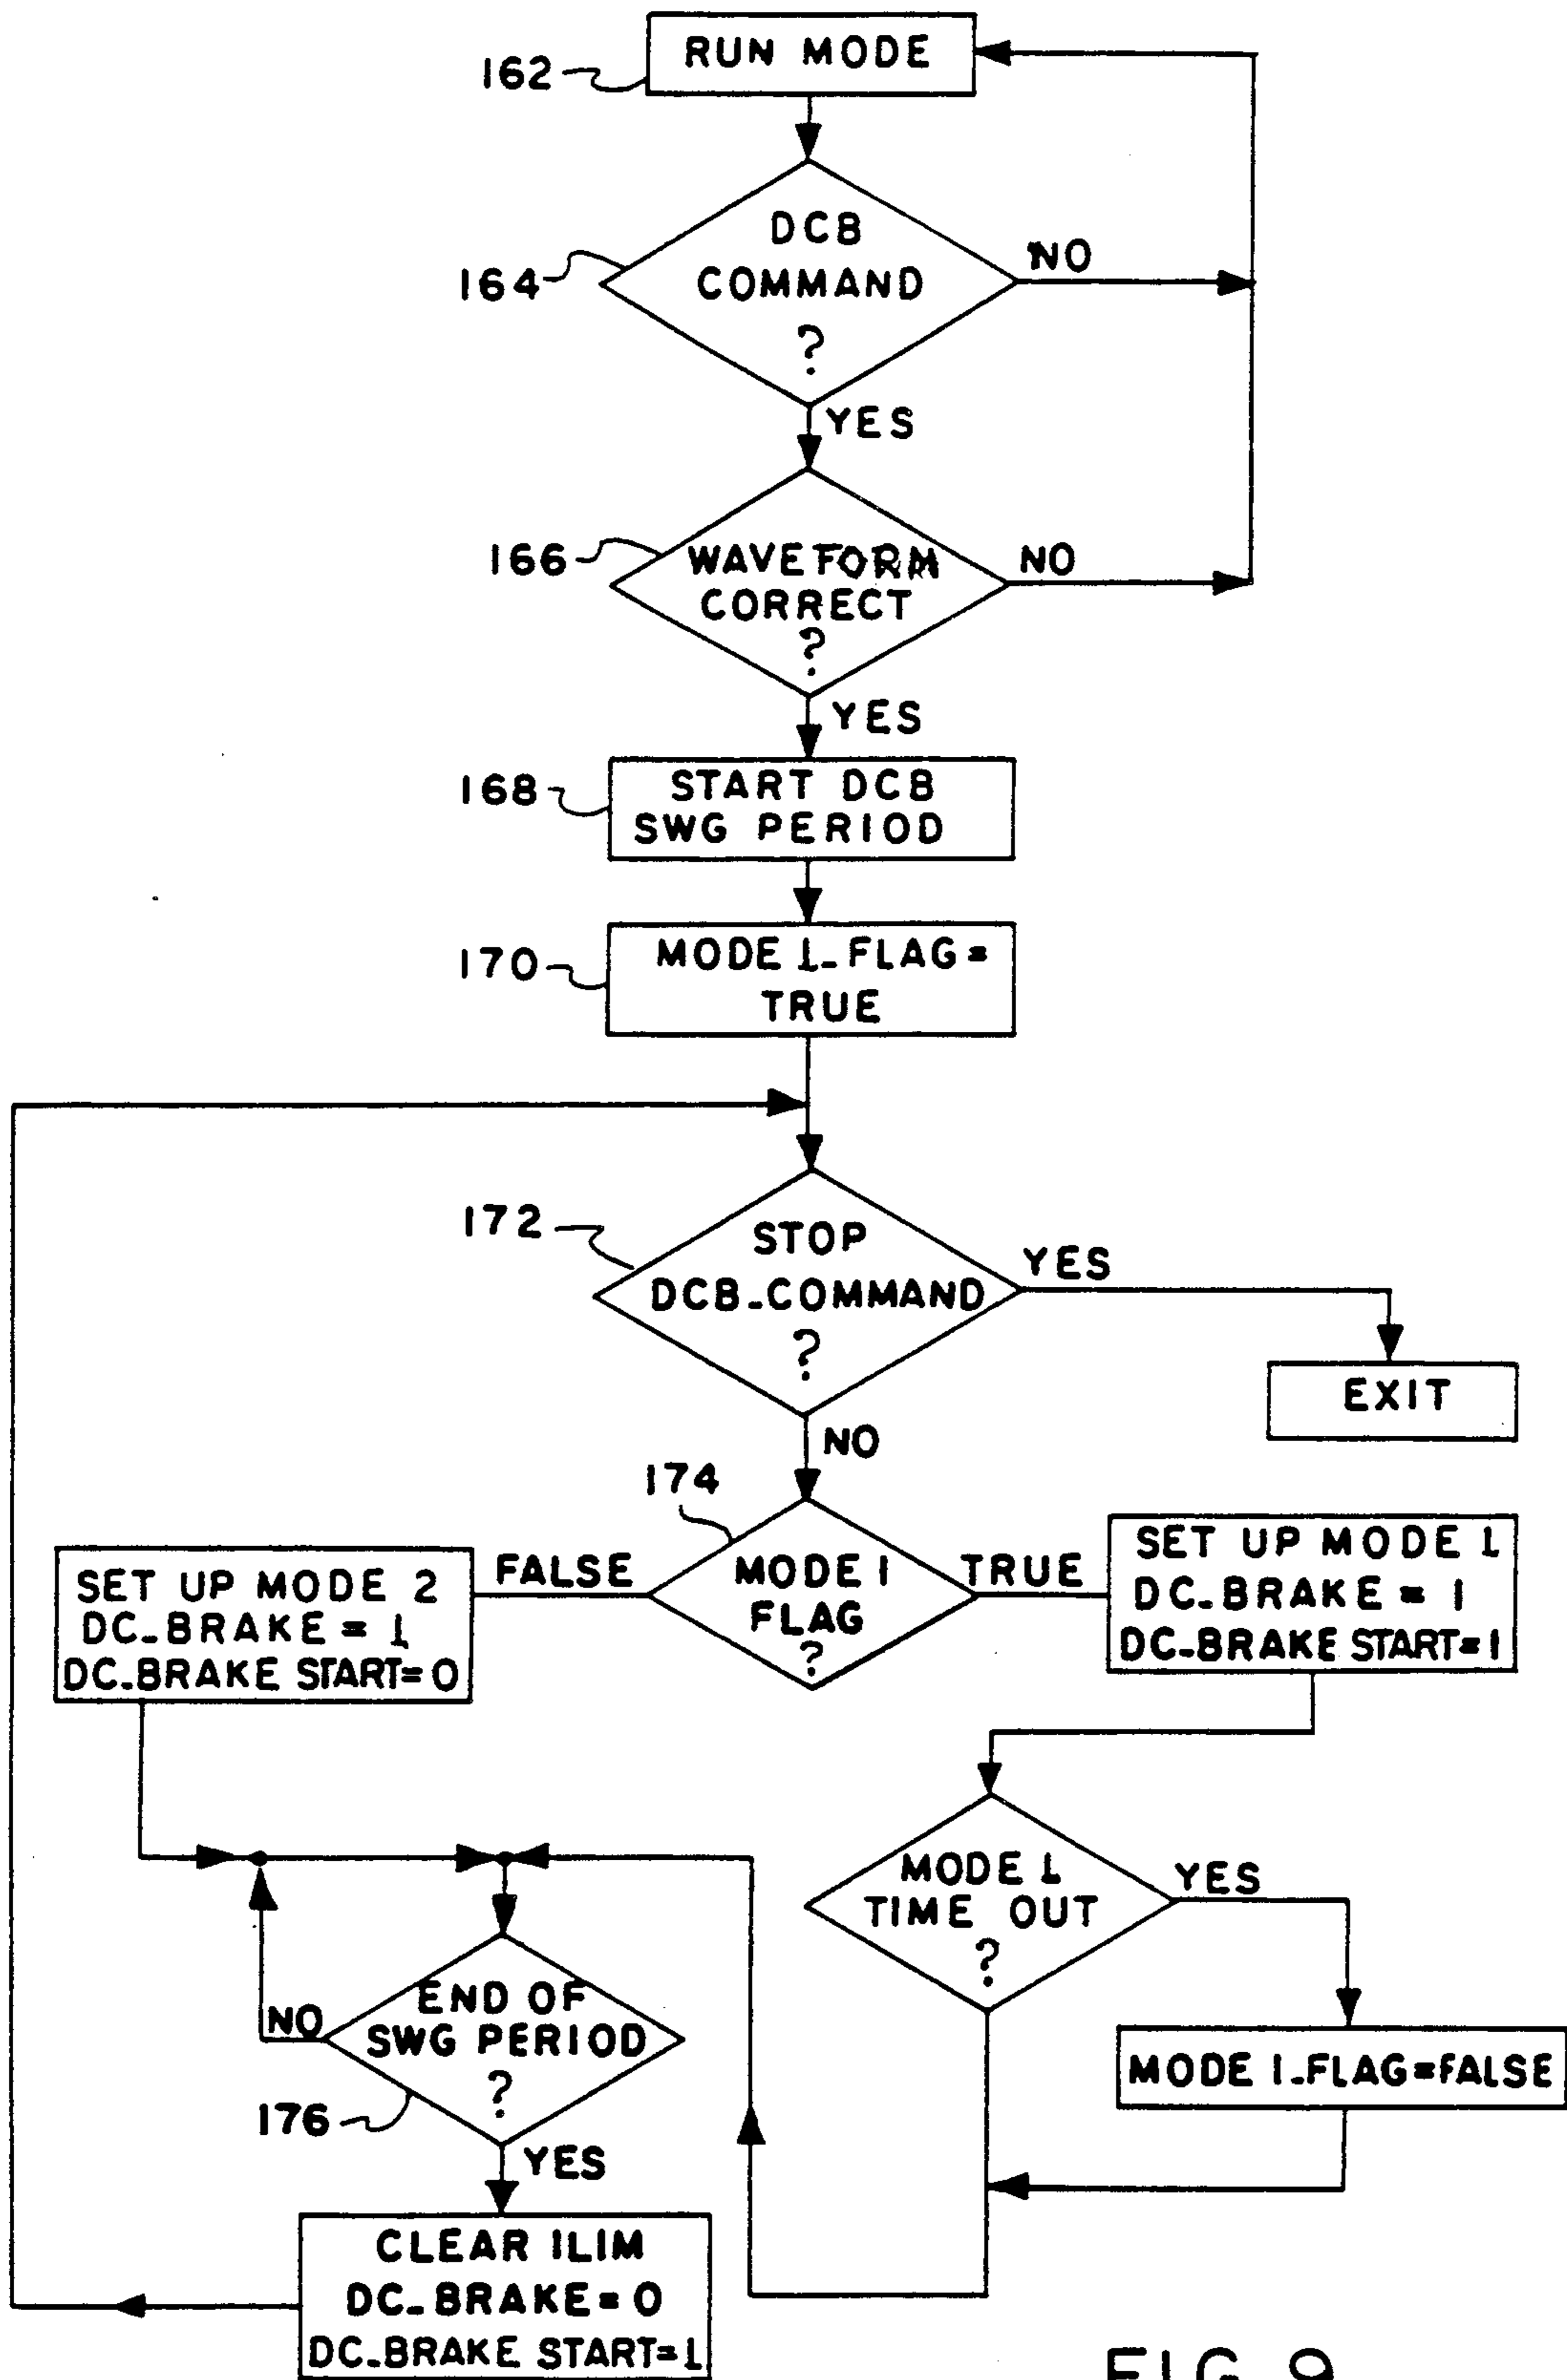 RUN MODE
162
DCB
COMMAND
?
164
NO
YES
166
WAVEFORM
CORRECT
?
NO
YES
168
START DCB
SWG PERIOD
170
MODE 1_FLAG =
TRUE
172
STOP
DCB_COMMAND
?
YES
EXIT
NO
174
MODE 1
FLAG
?
FALSE
TRUE
SET UP MODE 2
DC_BRAKE = 1
DC_BRAKE START=0
SET UP MODE 1
DC_BRAKE = 1
DC_BRAKE START=1
MODE 1
TIME OUT
?
YES
MODE 1_FLAG=FALSE
END OF
SWG PERIOD
?
NO
176
YES
CLEAR ILIM
DC_BRAKE=0
DC_BRAKE START=1
FIG. 9